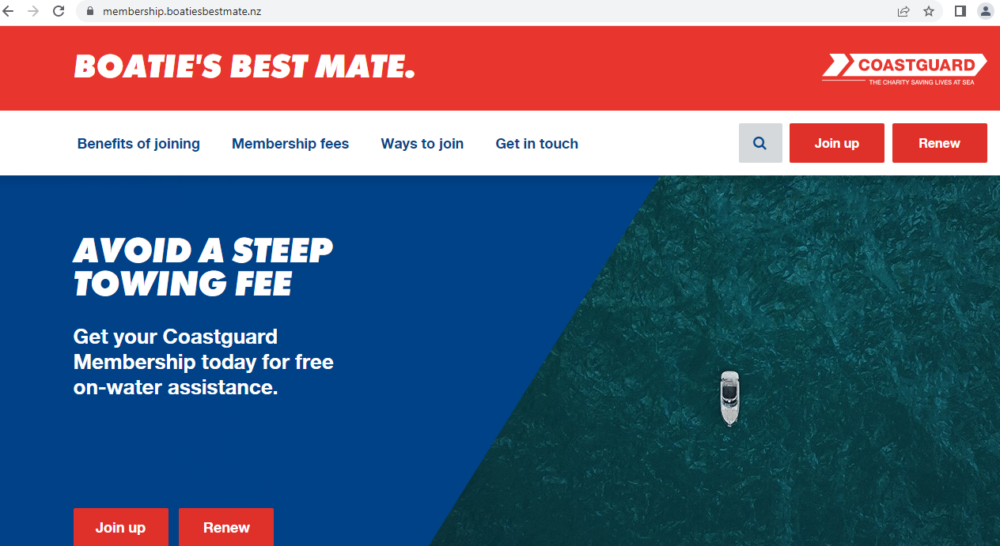 membership.boatiesbestmate.nz
BOATIE'S BEST MATE.
COASTGUARD
THE CHARITY SAVING LIVES AT SEA
Benefits of joining
Membership fees
Ways to join
Get in touch
Join up
Renew
AVOID A STEEP
TOWING FEE
Get your Coastguard
Membership today for free
on-water assistance.
Join up
Renew